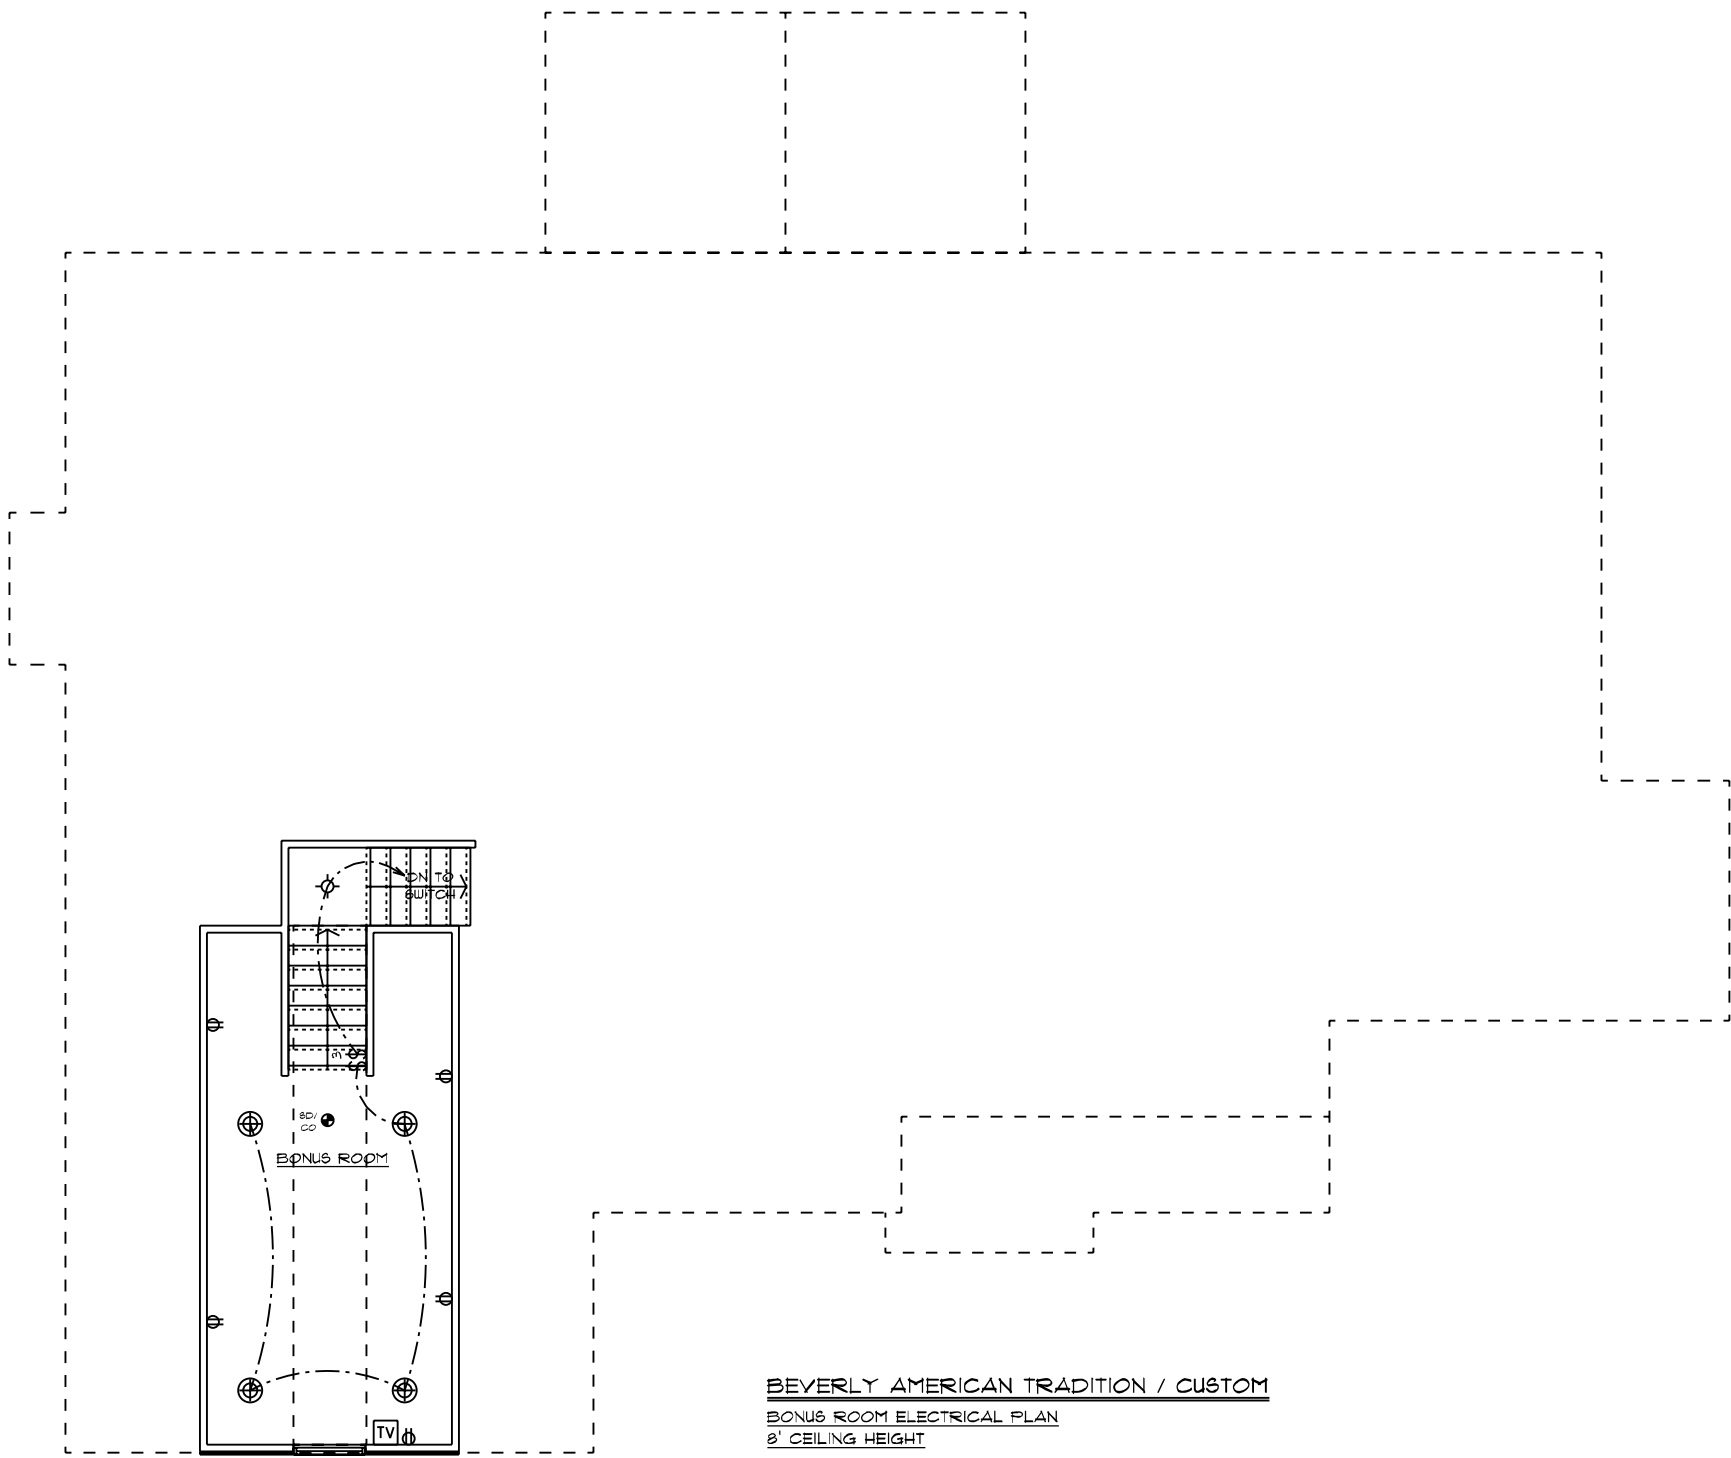 DN TO
SWITCH
3
SS
SD/
CO
BONUS ROOM
TV
BEVERLY AMERICAN TRADITION / CUSTOM
BONUS ROOM ELECTRICAL PLAN
8' CEILING HEIGHT